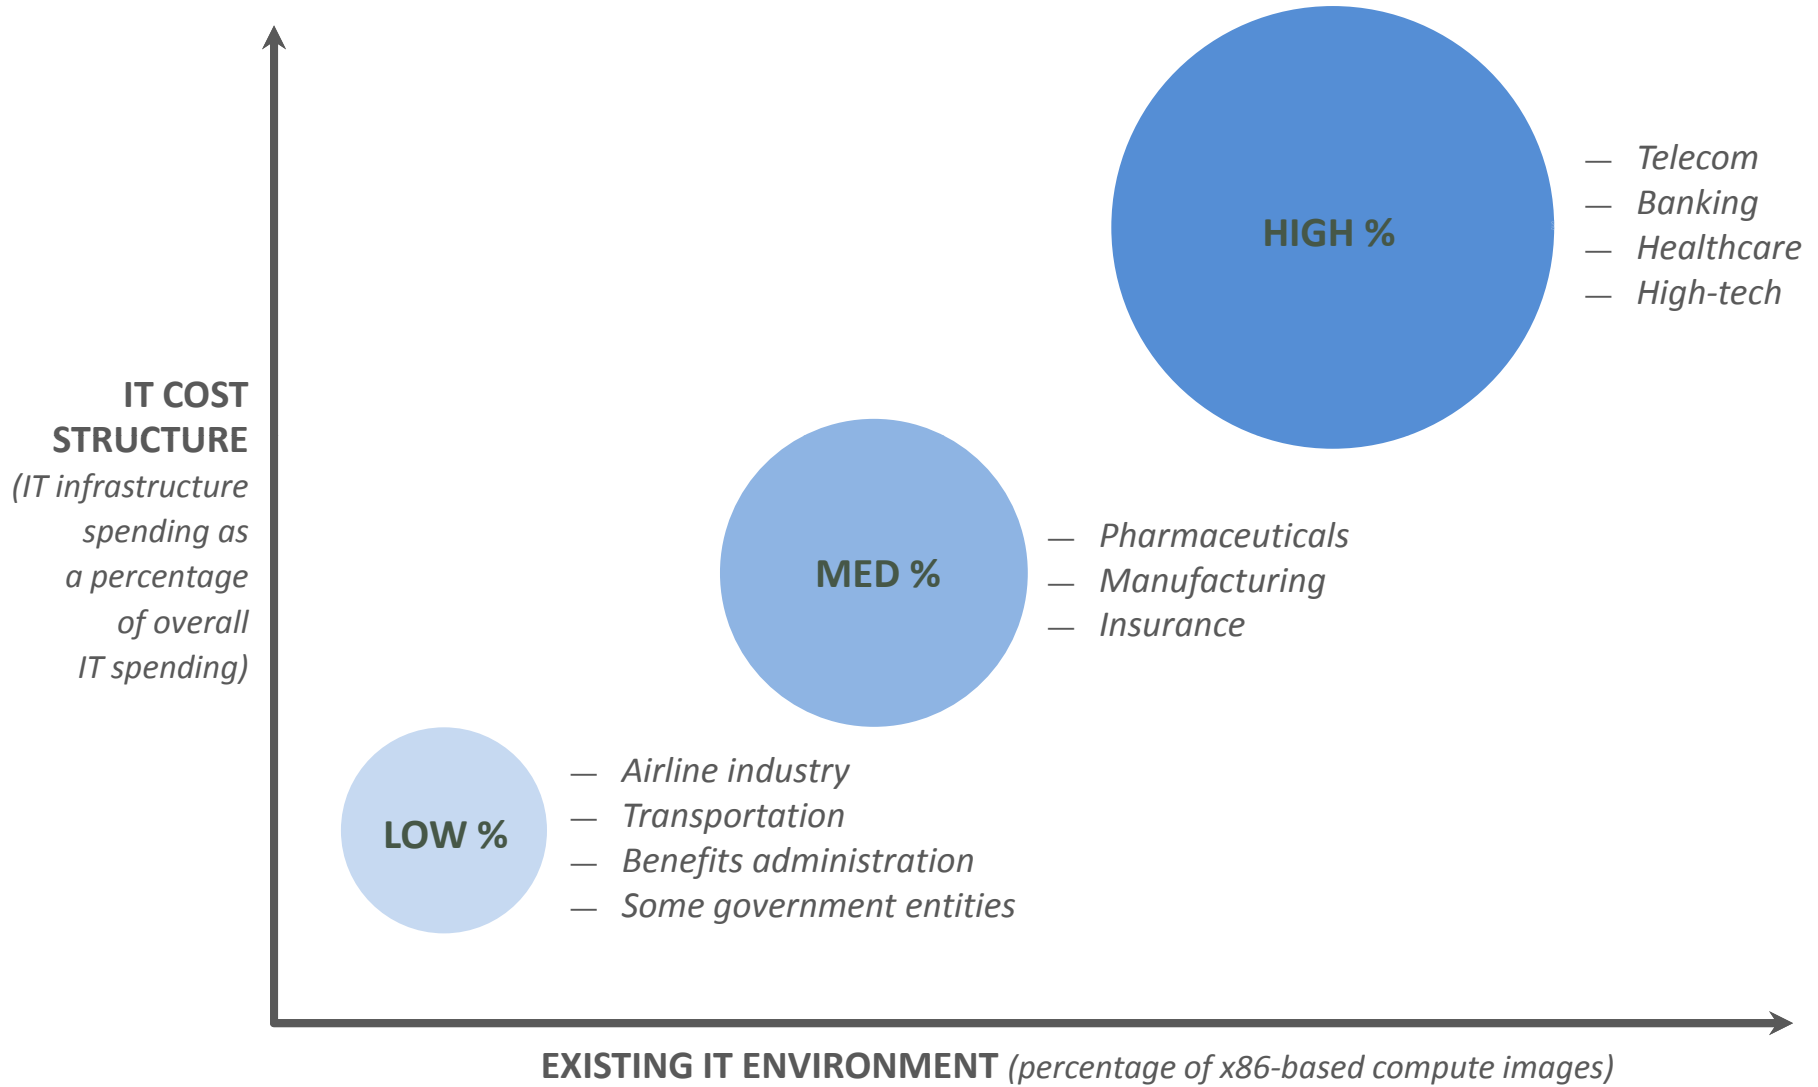 HIGH %
— Telecom
— Banking
— Healthcare
— High-tech
IT COST
STRUCTURE
(IT infrastructure
spending as
a percentage
of overall
IT spending)
MED %
— Pharmaceuticals
— Manufacturing
— Insurance
LOW %
— Airline industry
— Transportation
— Benefits administration
— Some government entities
EXISTING IT ENVIRONMENT (percentage of x86-based compute images)